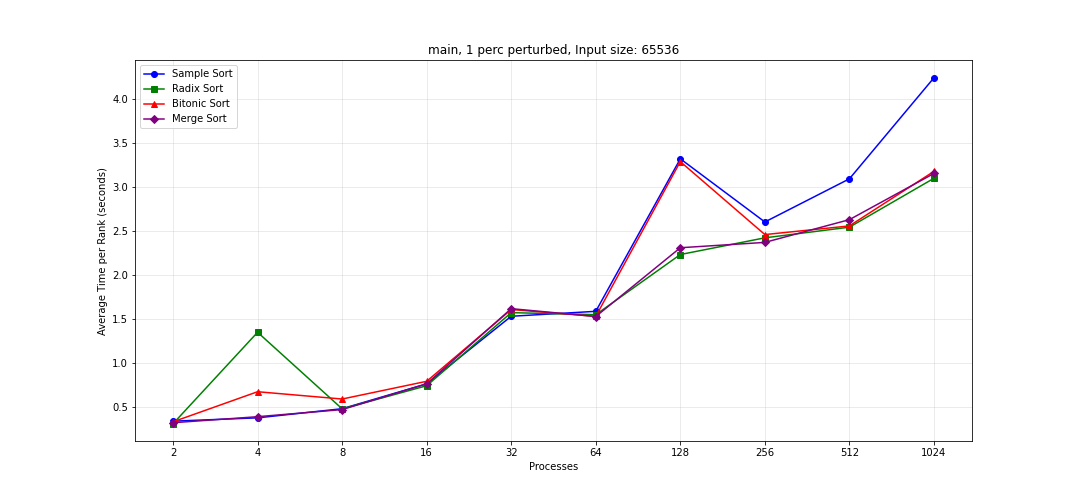 main, 1 perc perturbed, Input size: 65536
Sample Sort
Radix Sort
Bitonic Sort
Merge Sort
Average Time per Rank (seconds)
4.0
3.5
3.0
2.5
2.0
1.5
1.0
0.5
2 4 8 16 32 64 128 256 512 1024
Processes